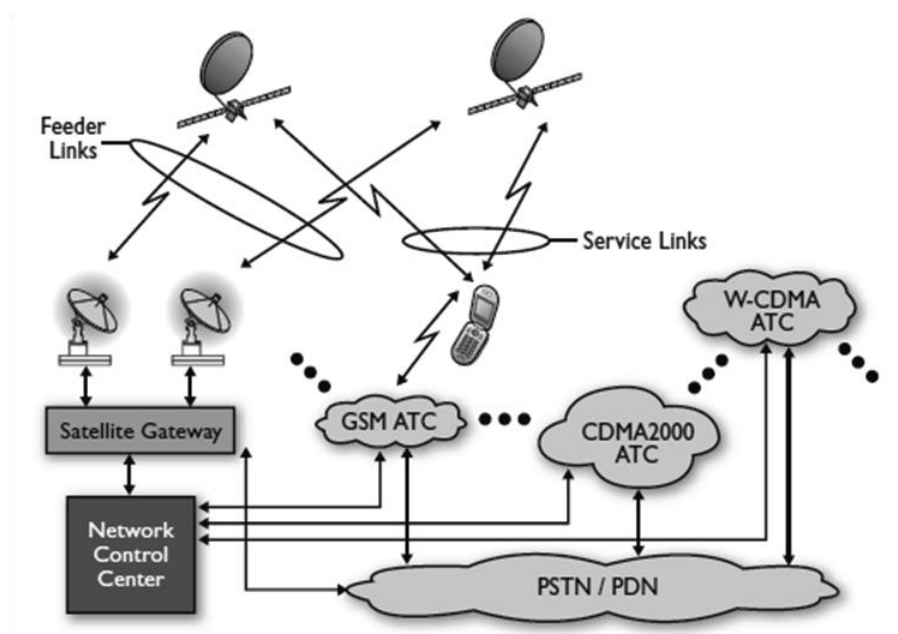 Feeder
Links
Service Links
W-CDMA
ATC
GSM ATC
CDMA2000
ATC
Satellite Gateway
Network
Control
Center
PSTN / PDN